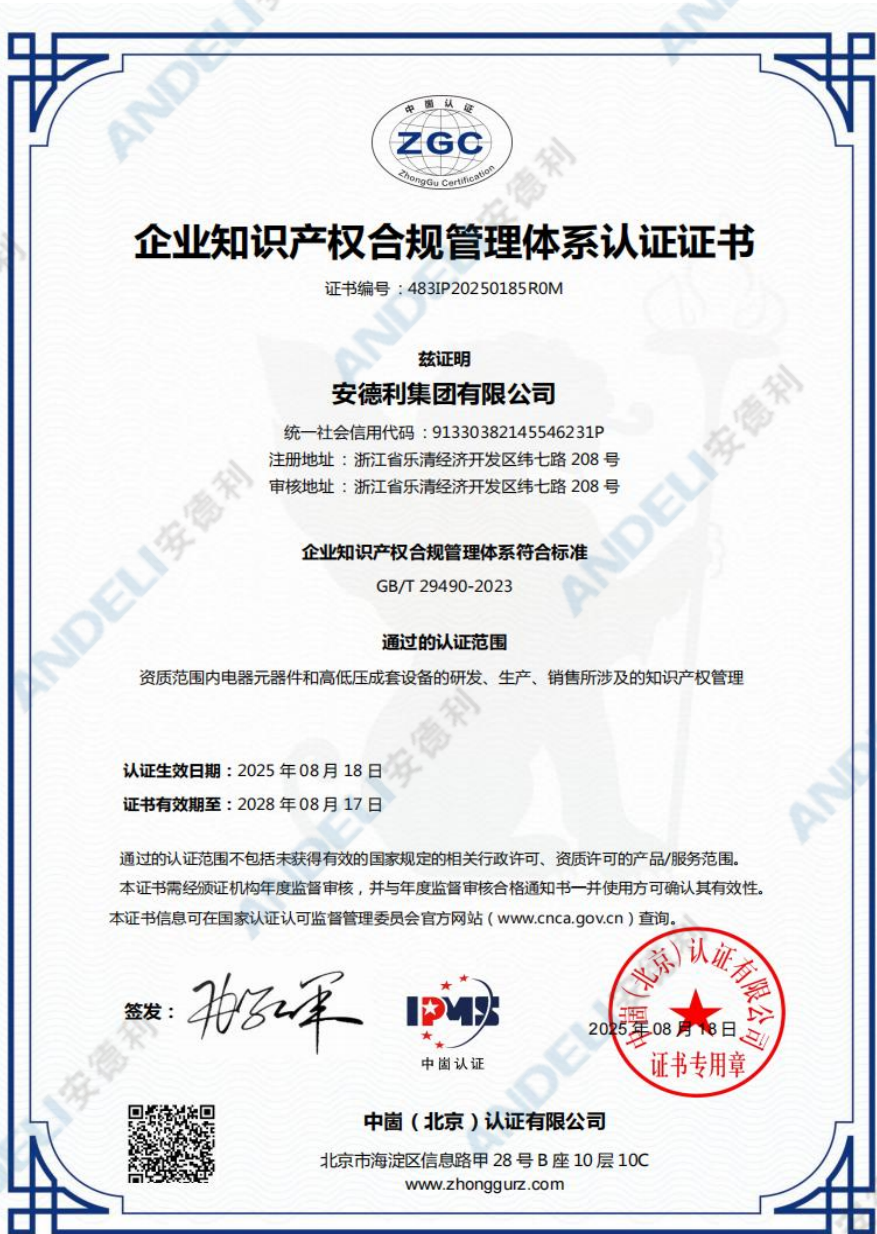 中崮认证
ZGC
ZhongGu Certification
企业知识产权合规管理体系认证证书
证书编号：483IP20250185R0M
兹证明
安德利集团有限公司
统一社会信用代码：91330382145546231P
注册地址：浙江省乐清经济开发区纬七路 208 号
审核地址：浙江省乐清经济开发区纬七路 208 号
企业知识产权合规管理体系符合标准
GB/T 29490-2023
通过的认证范围
资质范围内电器元器件和高低压成套设备的研发、生产、销售所涉及的知识产权管理
认证生效日期：2025 年 08 月 18 日
证书有效期至：2028 年 08 月 17 日
通过的认证范围不包括未获得有效的国家规定的相关行政许可、资质许可的产品/服务范围。
本证书需经颁证机构年度监督审核，并与年度监督审核合格通知书一并使用方可确认其有效性。
本证书信息可在国家认证认可监督管理委员会官方网站（www.cnca.gov.cn）查询。
签发：
IPMS
中崮认证
中崮（北京）认证有限公司
2025 年 08 月 18 日
证书专用章
中崮（北京）认证有限公司
北京市海淀区信息路甲 28 号 B 座 10 层 10C
www.zhonggurz.com
ANDELI安德利